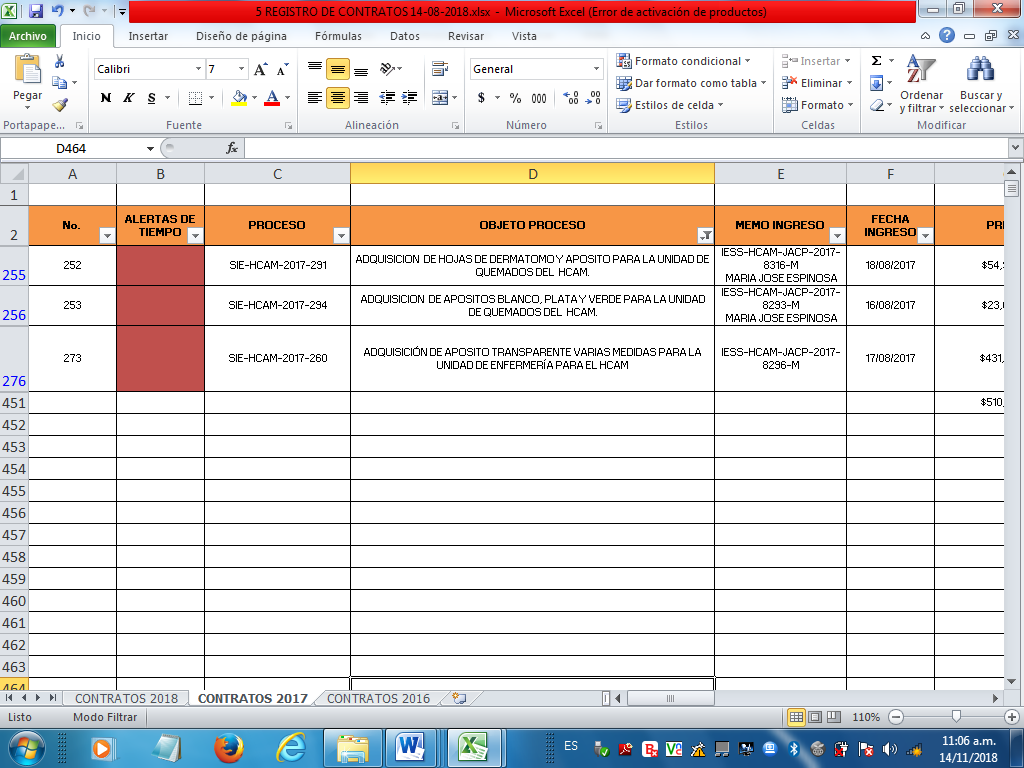 5 REGISTRO DE CONTRATOS 14-08-2018.xlsx - Microsoft Excel (Error de activación de productos)
Archivo Inicio Insertar Diseño de página Fórmulas Datos Revisar Vista
Pegar
Calibri 7
N K S
General
$ % 000
Formato condicional
Dar formato como tabla
Estilos de celda
Insertar
Eliminar
Formato
Σ
Ordenar y filtrar
Buscar y seleccionar
Portapape... Fuente Alineación Número Estilos Celdas Modificar
D464 fx
A B C D E F
1
2 No. ALERTAS DE TIEMPO PROCESO OBJETO PROCESO MEMO INGRESO FECHA INGRESO PR
255 252 SIE-HCAM-2017-291 ADQUISICION DE HOJAS DE DERMATOMO Y APOSITO PARA LA UNIDAD DE QUEMADOS DEL HCAM. IESS-HCAM-JACP-2017-8316-M MARIA JOSE ESPINOSA 18/08/2017 $54,
256 253 SIE-HCAM-2017-294 ADQUISICION DE APOSITOS BLANCO, PLATA Y VERDE PARA LA UNIDAD DE QUEMADOS DEL HCAM. IESS-HCAM-JACP-2017-8293-M MARIA JOSE ESPINOSA 16/08/2017 $23,
276 273 SIE-HCAM-2017-260 ADQUISICIÓN DE APOSITO TRANSPARENTE VARIAS MEDIDAS PARA LA UNIDAD DE ENFERMERÍA PARA EL HCAM IESS-HCAM-JACP-2017-8296-M 17/08/2017 $431,
451 $510,
452
453
454
455
456
457
458
459
460
461
462
463
464
CONTRATOS 2018 CONTRATOS 2017 CONTRATOS 2016
Listo Modo Filtrar 110%
ES 11:06 a.m.
14/11/2018